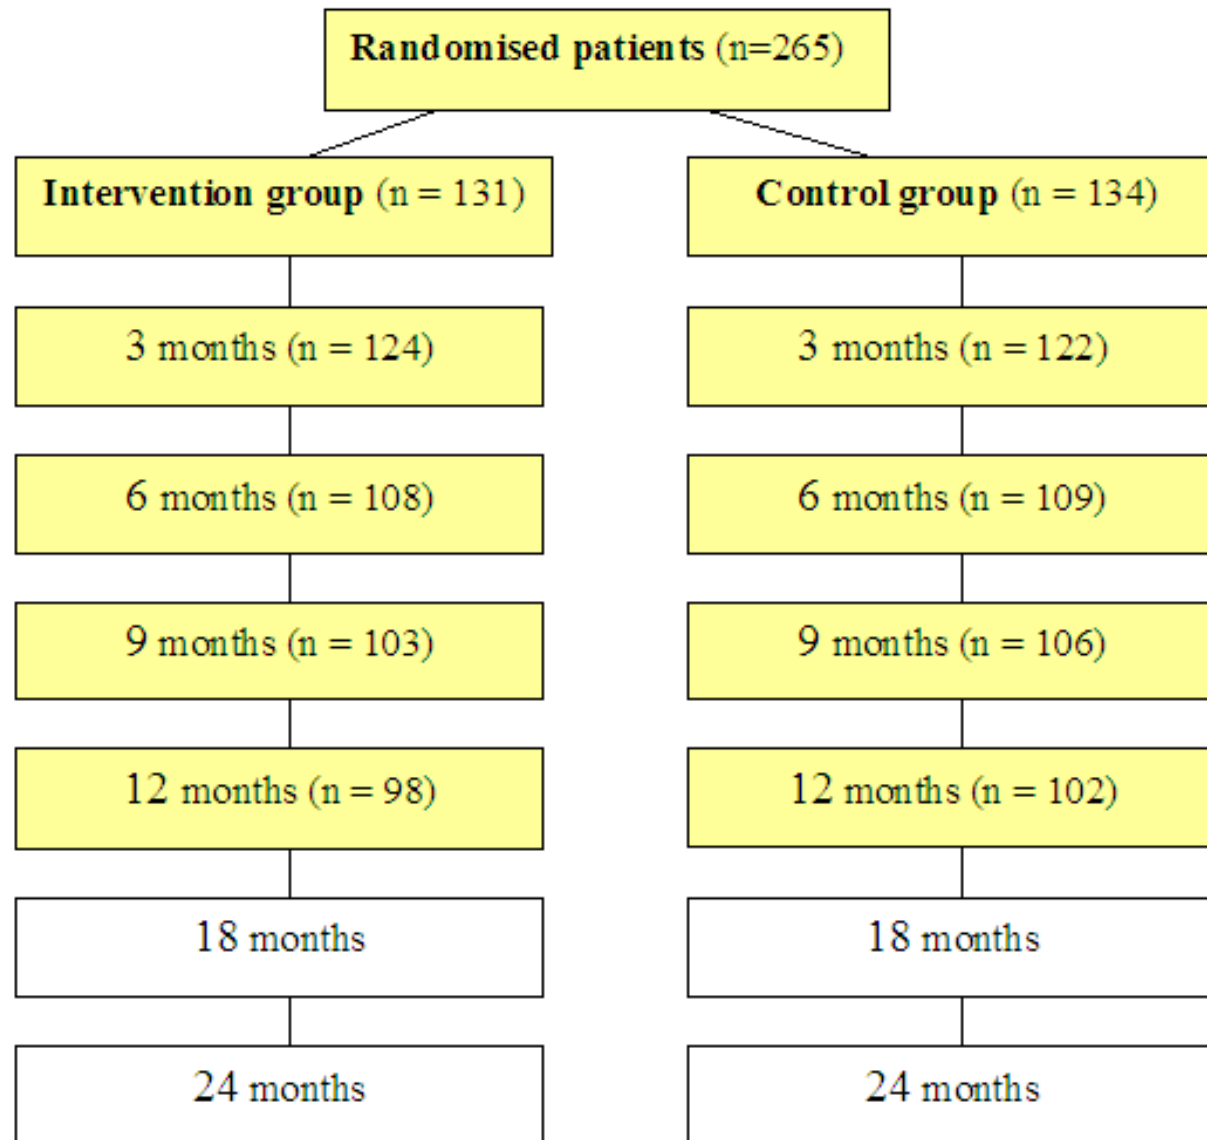 Randomised patients (n=265)
Intervention group (n = 131)
Control group (n = 134)
3 months (n = 124)
3 months (n = 122)
6 months (n = 108)
6 months (n = 109)
9 months (n = 103)
9 months (n = 106)
12 months (n = 98)
12 months (n = 102)
18 months
18 months
24 months
24 months